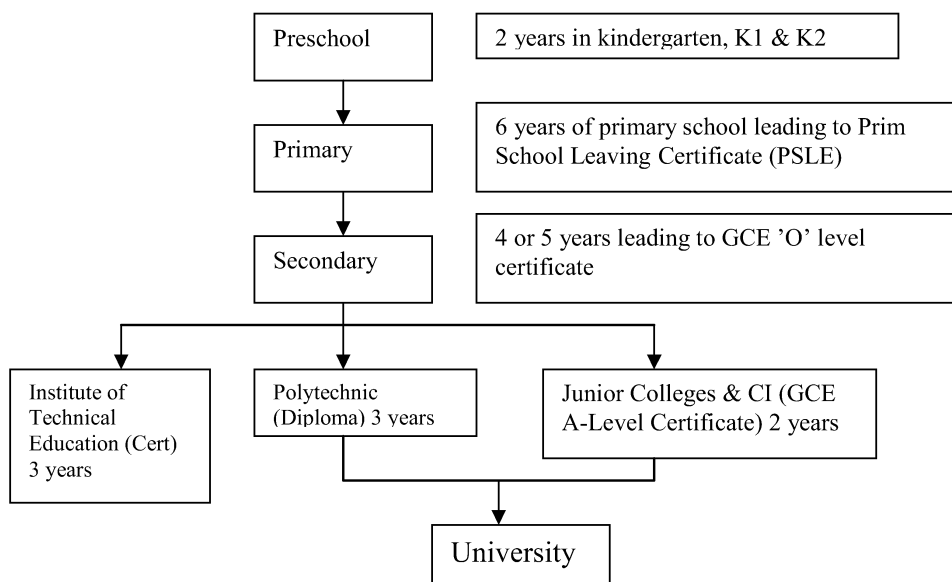 Preschool
2 years in kindergarten, K1 & K2
Primary
6 years of primary school leading to Prim
School Leaving Certificate (PSLE)
Secondary
4 or 5 years leading to GCE ’O’ level
certificate
Institute of
Technical
Education (Cert)
3 years
Polytechnic
(Diploma) 3 years
Junior Colleges & CI (GCE
A-Level Certificate) 2 years
University